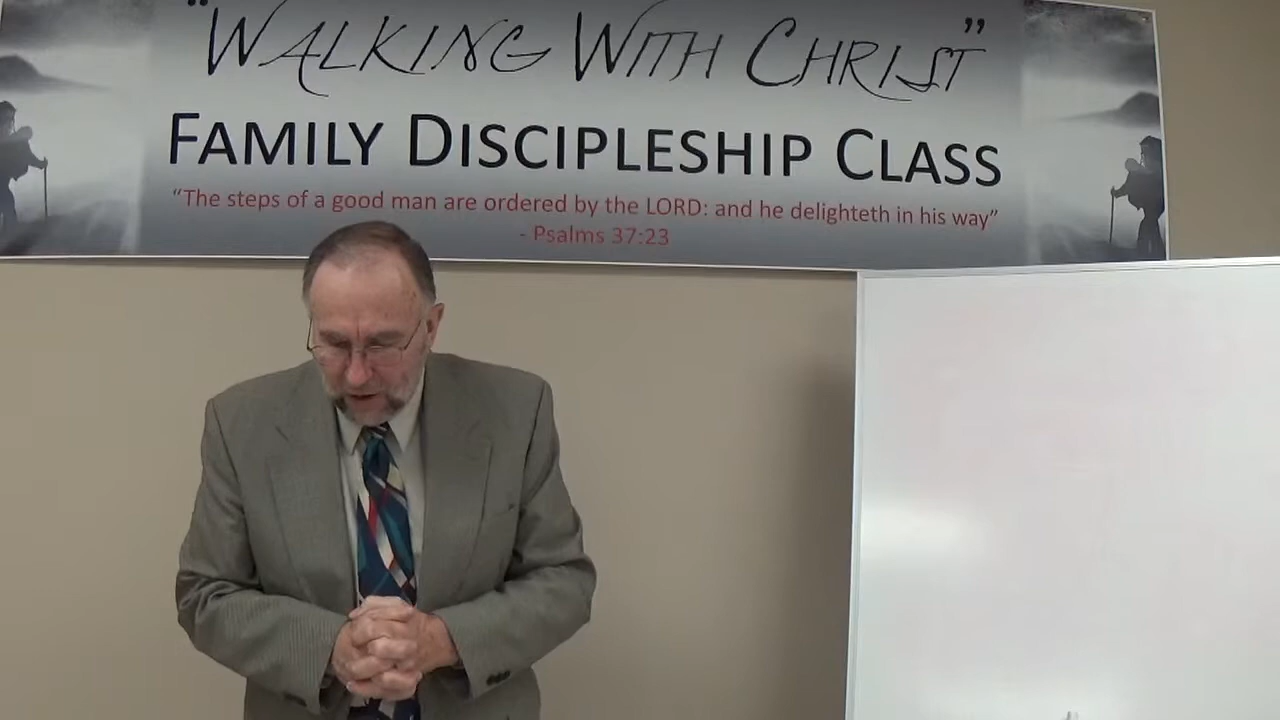 "WALKING WITH CHRIST"
FAMILY DISCIPLESHIP CLASS
"The steps of a good man are ordered by the LORD: and he delighteth in his way"
- Psalms 37:23